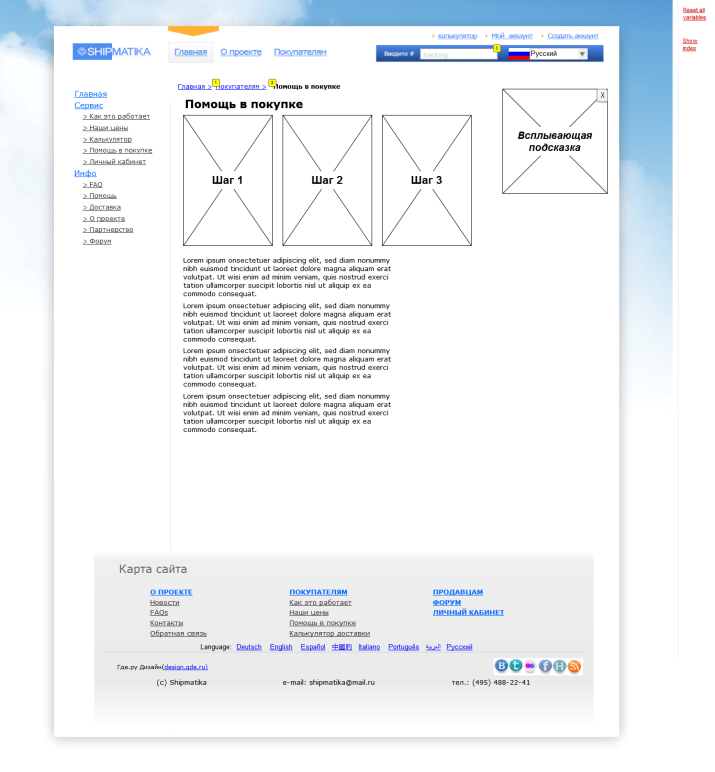 Reset all
variables
Show
index
калькулятор Мой аккаунт Создать аккаунт
SHIPMATIKA
Главная О проекте Покупателям
Вводите # tracking 3 Русский
Главная > 1 Покупателям > 2 Помощь в покупке
Главная
Сервис
> Как это работает
> Наши цены
> Калькулятор
> Помощь в покупке
> Личный кабинет
Инфо
> FAQ
> Помощь
> Доставка
> О проекте
> Партнерство
> Форум
Помощь в покупке
Шаг 1 Шаг 2 Шаг 3
X
Всплывающая
подсказка
Lorem ipsum onsectetuer adipiscing elit, sed diam nonummy
nibh euismod tincidunt ut laoreet dolore magna aliquam erat
volutpat. Ut wisi enim ad minim veniam, quis nostrud exerci
tation ullamcorper suscipit lobortis nisl ut aliquip ex ea
commodo consequat.
Lorem ipsum onsectetuer adipiscing elit, sed diam nonummy
nibh euismod tincidunt ut laoreet dolore magna aliquam erat
volutpat. Ut wisi enim ad minim veniam, quis nostrud exerci
tation ullamcorper suscipit lobortis nisl ut aliquip ex ea
commodo consequat.
Lorem ipsum onsectetuer adipiscing elit, sed diam nonummy
nibh euismod tincidunt ut laoreet dolore magna aliquam erat
volutpat. Ut wisi enim ad minim veniam, quis nostrud exerci
tation ullamcorper suscipit lobortis nisl ut aliquip ex ea
commodo consequat.
Lorem ipsum onsectetuer adipiscing elit, sed diam nonummy
nibh euismod tincidunt ut laoreet dolore magna aliquam erat
volutpat. Ut wisi enim ad minim veniam, quis nostrud exerci
tation ullamcorper suscipit lobortis nisl ut aliquip ex ea
commodo consequat.
Карта сайта
О ПРОЕКТЕ ПОКУПАТЕЛЯМ ПРОДАВЦАМ
Новости Как это работает ФОРУМ
FAQs Наши цены ЛИЧНЫЙ КАБИНЕТ
Контакты Помощь в покупке
Обратная связь Калькулятор доставки
Language: Deutsch English Español 中國的 Italiano Português العربية Русский
Где.ру Дизайн(design.gde.ru)
(c) Shipmatika e-mail: shipmatika@mail.ru тел.: (495) 488-22-41